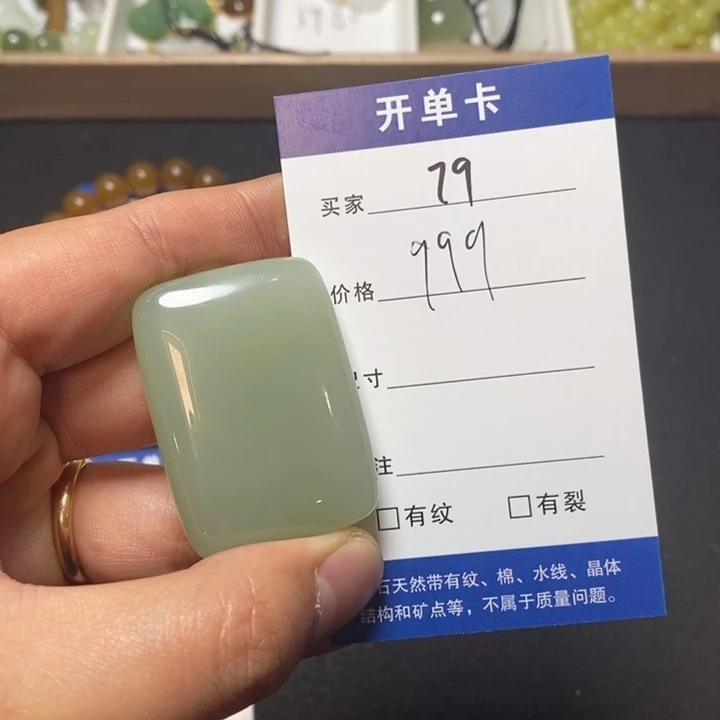 开单卡
买家 79
价格 999
寸
注
□有纹 □有裂
石天然带有纹、棉、水线、晶体
结构和矿点等，不属于质量问题。